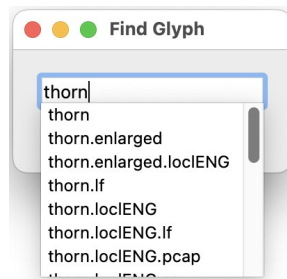 Find Glyph
thorn
thorn
thorn.enlarged
thorn.enlarged.loclENG
thorn.lf
thorn.loclENG
thorn.loclENG.lf
thorn.loclENG.pcap